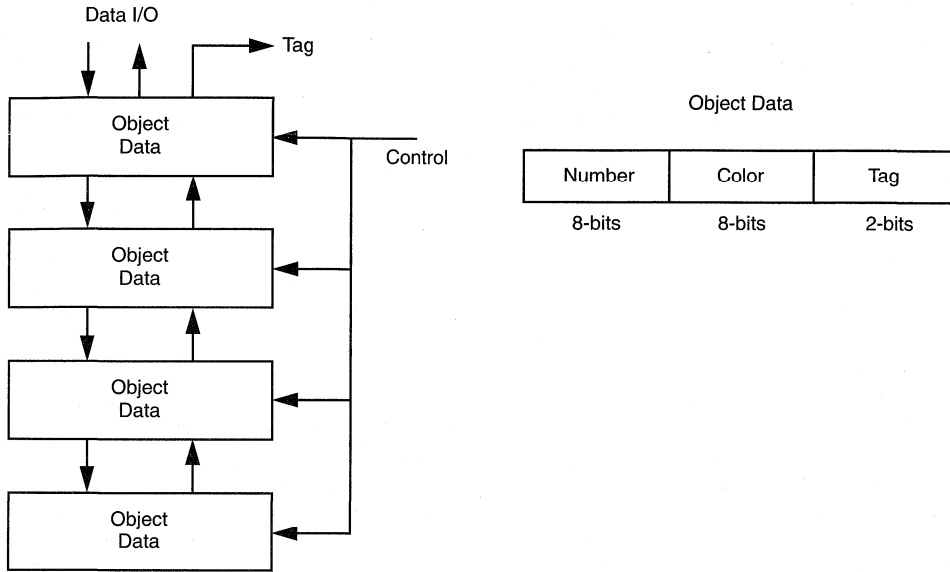 Data I/O
Tag
Object
Data
Control
Object
Data
Object
Data
Object
Data
Object Data
Number
Color
Tag
8-bits
8-bits
2-bits